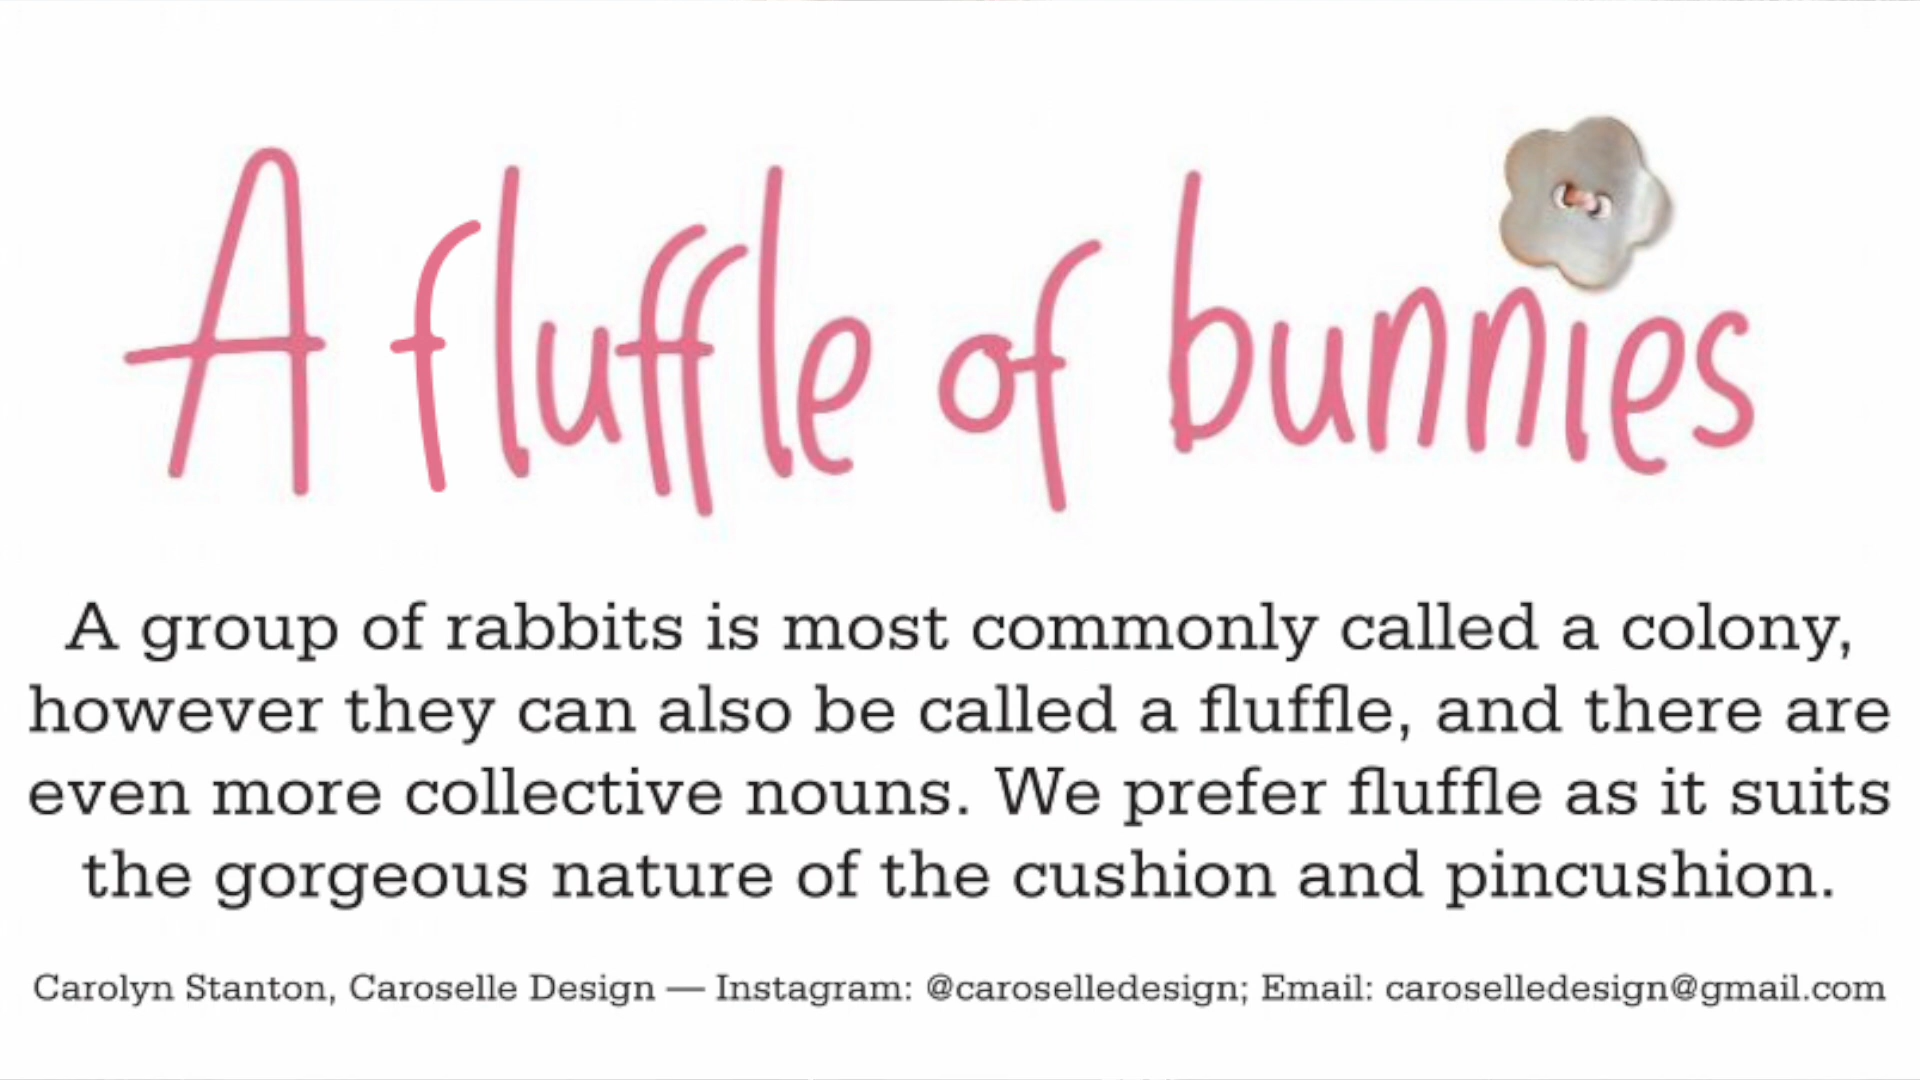 A fluffle of bunnies
A group of rabbits is most commonly called a colony,
however they can also be called a fluffle, and there are
even more collective nouns. We prefer fluffle as it suits
the gorgeous nature of the cushion and pincushion.
Carolyn Stanton, Caroselle Design — Instagram: @caroselledesign; Email: caroselledesign@gmail.com